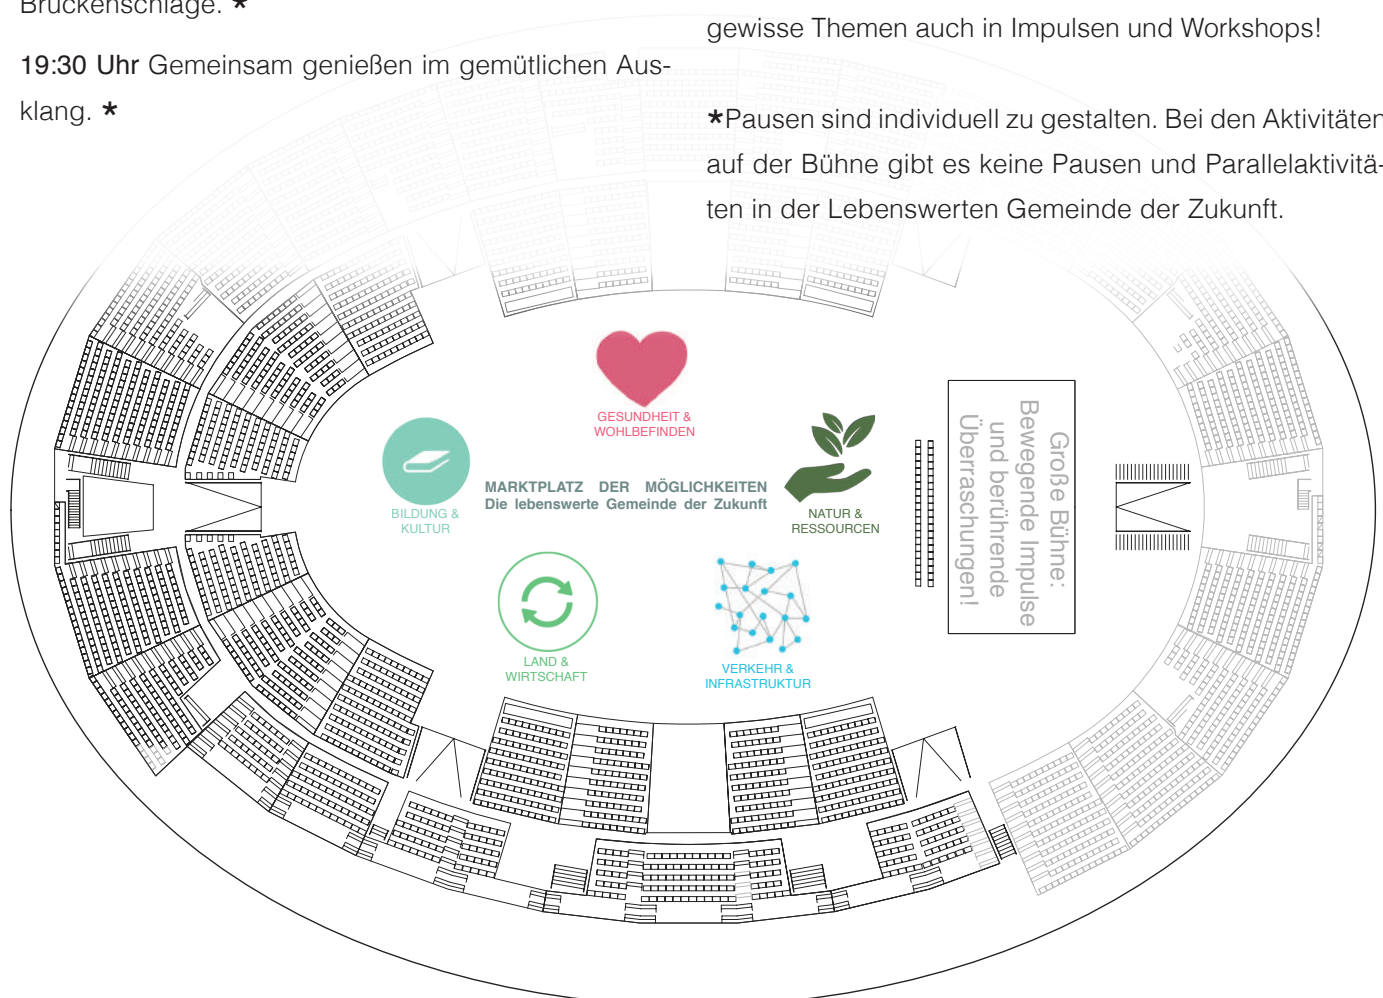 Brückenschläge. *
19:30 Uhr Gemeinsam genießen im gemütlichen Aus-
klang. *
gewisse Themen auch in Impulsen und Workshops!
*Pausen sind individuell zu gestalten. Bei den Aktivitäten
auf der Bühne gibt es keine Pausen und Parallelaktivitä-
ten in der Lebenswerten Gemeinde der Zukunft.
GESUNDHEIT &
WOHLBEFINDEN
BILDUNG &
KULTUR
MARKTPLATZ DER MÖGLICHKEITEN
Die lebenswerte Gemeinde der Zukunft
NATUR &
RESSOURCEN
LAND &
WIRTSCHAFT
VERKEHR &
INFRASTRUKTUR
Große Bühne:
Bewegende Impulse
und berührende
Überraschungen!